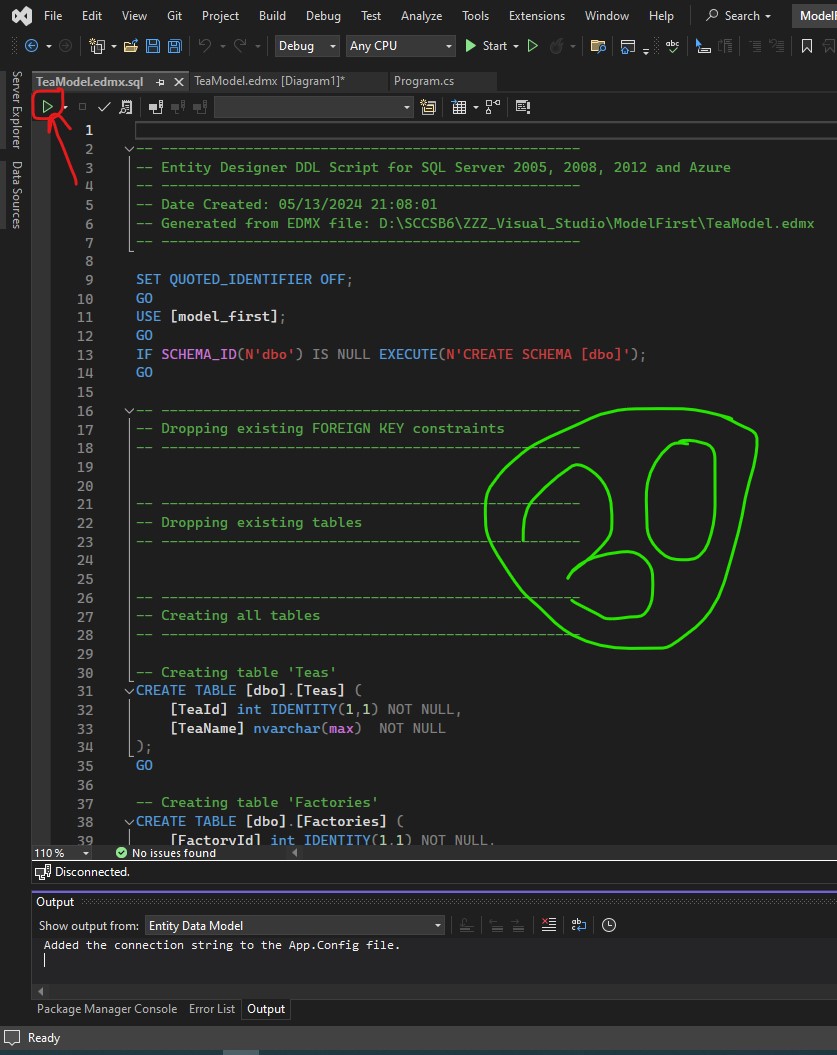 File Edit View Git Project Build Debug Test Analyze Tools Extensions Window Help Search
Debug Any CPU Start
Server Explorer
Data Sources
TeaModel.edmx.sql TeaModel.edmx [Diagram1]* Program.cs
1
2 -- --------------------------------------------------
3 -- Entity Designer DDL Script for SQL Server 2005, 2008, 2012 and Azure
4 -- --------------------------------------------------
5 -- Date Created: 05/13/2024 21:08:01
6 -- Generated from EDMX file: D:\SCCSB6\ZZZ_Visual_Studio\ModelFirst\TeaModel.edmx
7 -- --------------------------------------------------
8
9 SET QUOTED_IDENTIFIER OFF;
10 GO
11 USE [model_first];
12 GO
13 IF SCHEMA_ID(N'dbo') IS NULL EXECUTE(N'CREATE SCHEMA [dbo]');
14 GO
15
16 -- --------------------------------------------------
17 -- Dropping existing FOREIGN KEY constraints
18 -- --------------------------------------------------
19
20
21 -- --------------------------------------------------
22 -- Dropping existing tables
23 -- --------------------------------------------------
24
25
26 -- --------------------------------------------------
27 -- Creating all tables
28 -- --------------------------------------------------
29
30 -- Creating table 'Teas'
31 CREATE TABLE [dbo].[Teas] (
32 [TeaId] int IDENTITY(1,1) NOT NULL,
33 [TeaName] nvarchar(max) NOT NULL
34 );
35 GO
36
37 -- Creating table 'Factories'
38 CREATE TABLE [dbo].[Factories] (
39 [FactoryId] int IDENTITY(1,1) NOT NULL,
20
110 % No issues found
Disconnected.
Output
Show output from: Entity Data Model
Added the connection string to the App.Config file.
Package Manager Console Error List Output
Ready